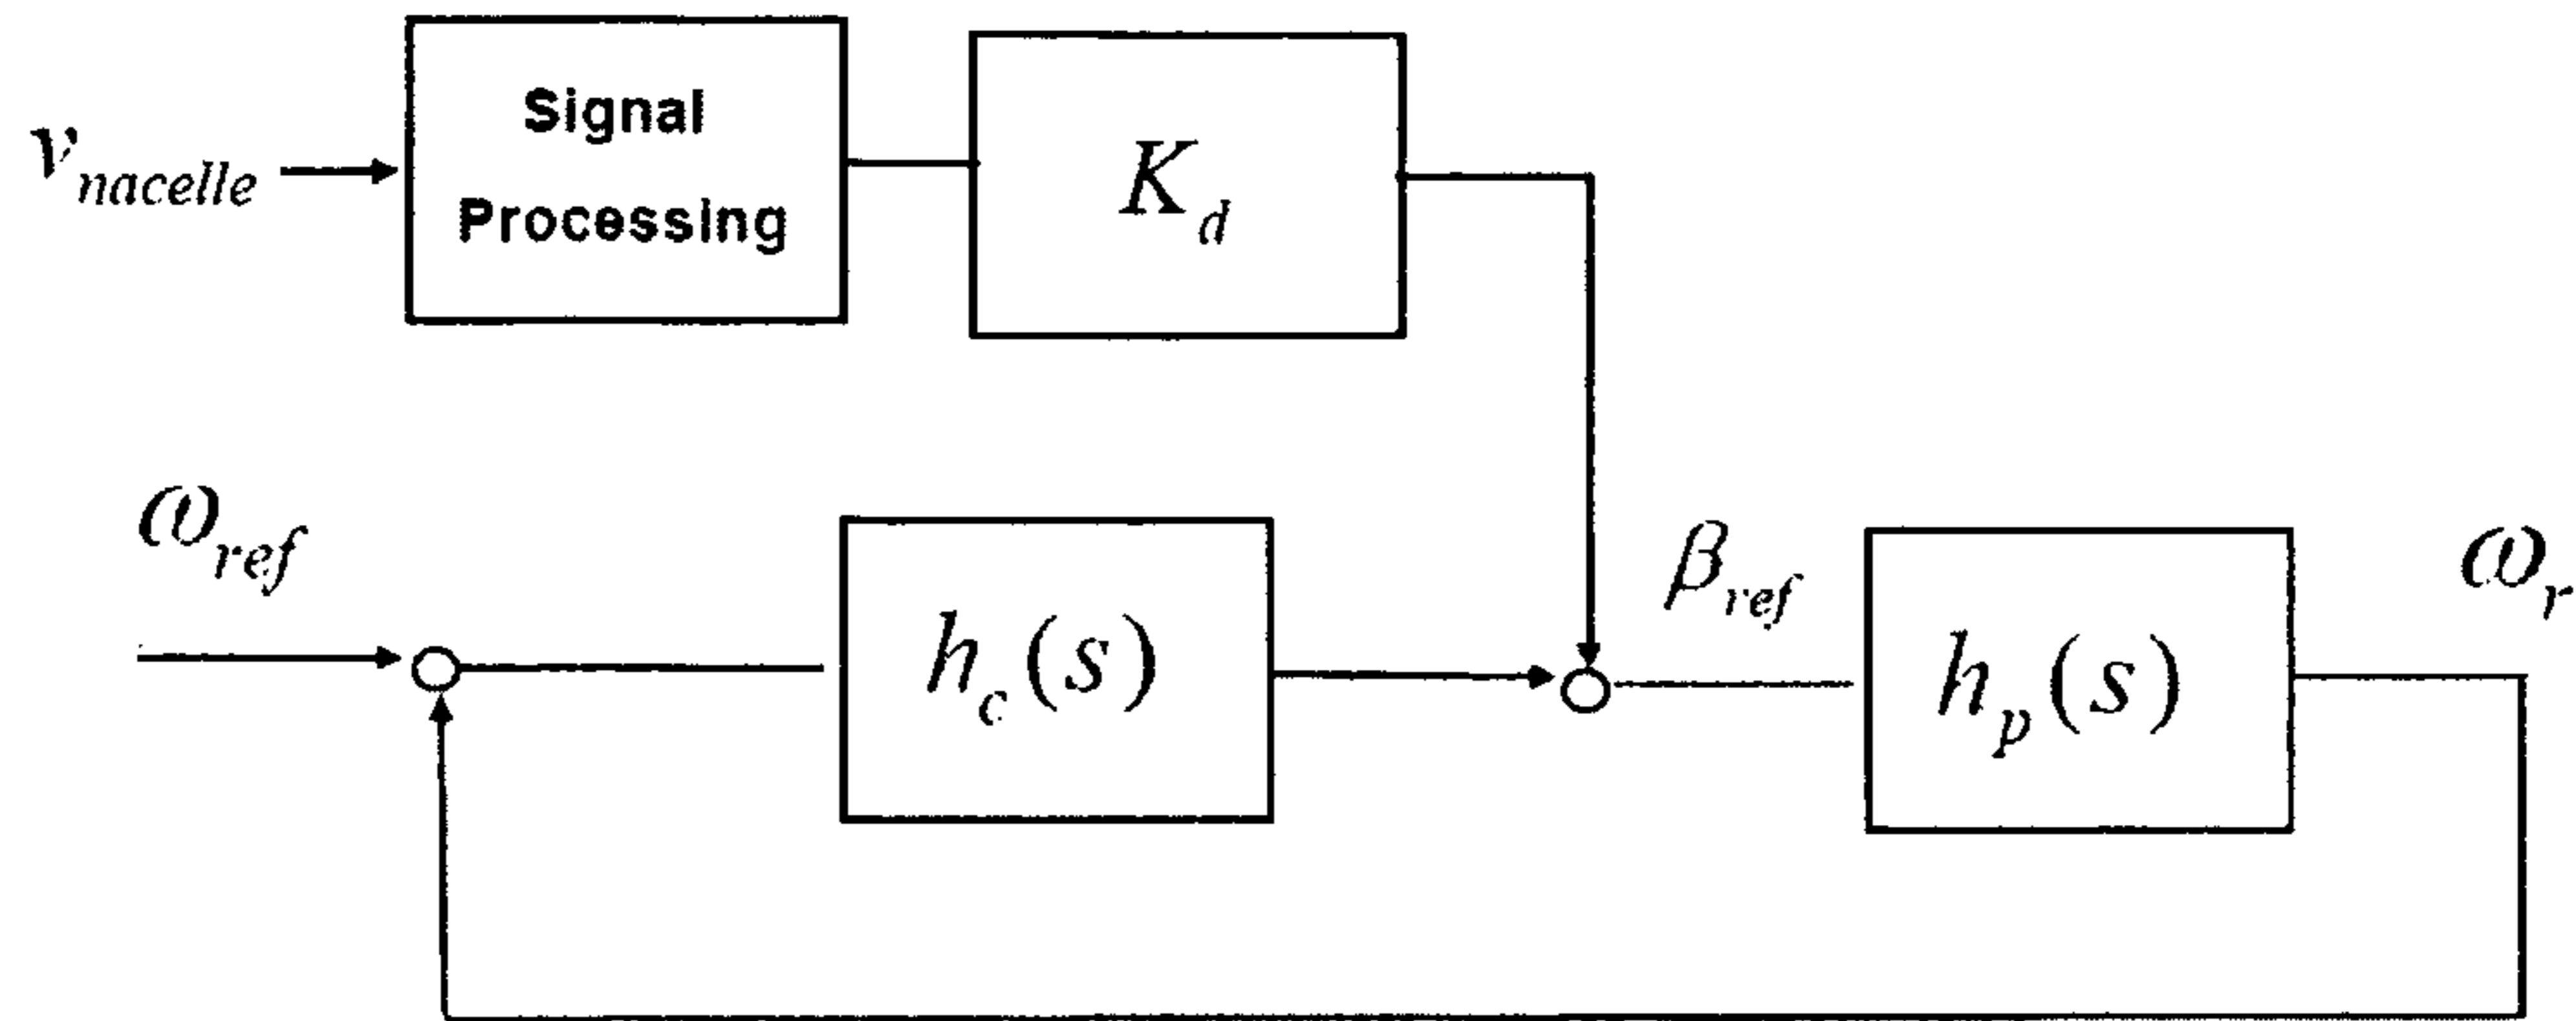 Signal
Processing
v_nacelle
K_d
ω_ref
h_c(s)
β_ref
h_p(s)
ω_r